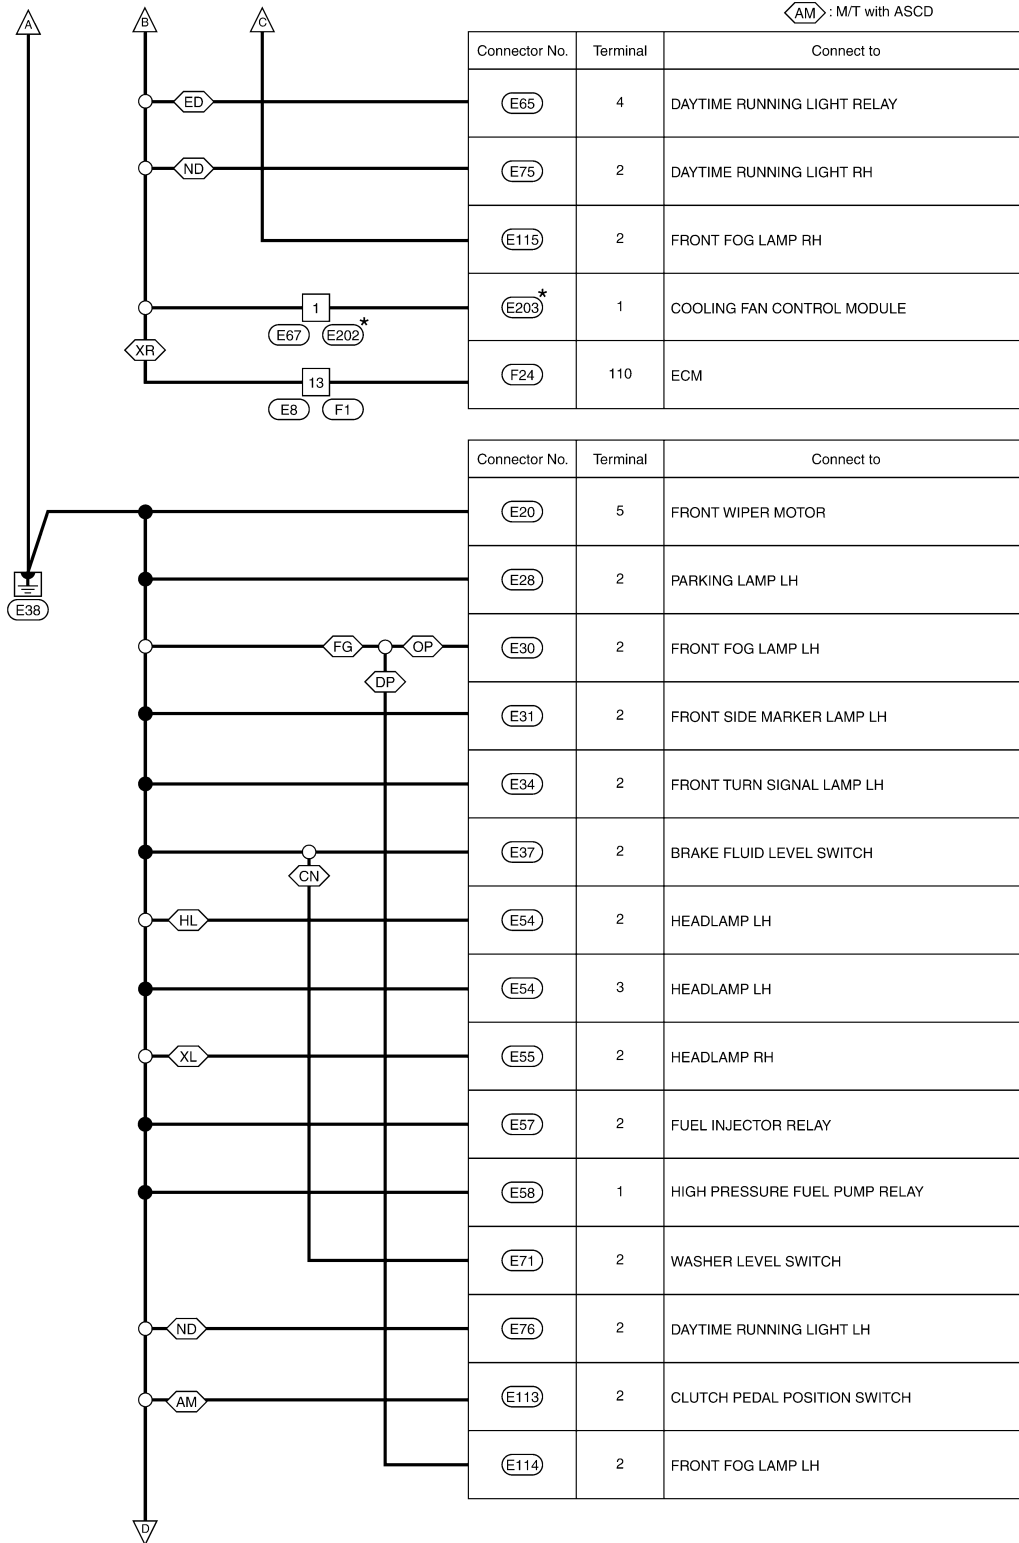 A B C
AM : M/T with ASCD
Connector No. Terminal Connect to
ED E65 4 DAYTIME RUNNING LIGHT RELAY
ND E75 2 DAYTIME RUNNING LIGHT RH
E115 2 FRONT FOG LAMP RH
1 E203* 1 COOLING FAN CONTROL MODULE
E67 E202*
XR
13 F24 110 ECM
E8 F1
Connector No. Terminal Connect to
E20 5 FRONT WIPER MOTOR
E28 2 PARKING LAMP LH
E38
FG OP E30 2 FRONT FOG LAMP LH
DP
E31 2 FRONT SIDE MARKER LAMP LH
E34 2 FRONT TURN SIGNAL LAMP LH
E37 2 BRAKE FLUID LEVEL SWITCH
CN
HL E54 2 HEADLAMP LH
E54 3 HEADLAMP LH
XL E55 2 HEADLAMP RH
E57 2 FUEL INJECTOR RELAY
E58 1 HIGH PRESSURE FUEL PUMP RELAY
E71 2 WASHER LEVEL SWITCH
ND E76 2 DAYTIME RUNNING LIGHT LH
AM E113 2 CLUTCH PEDAL POSITION SWITCH
E114 2 FRONT FOG LAMP LH
D